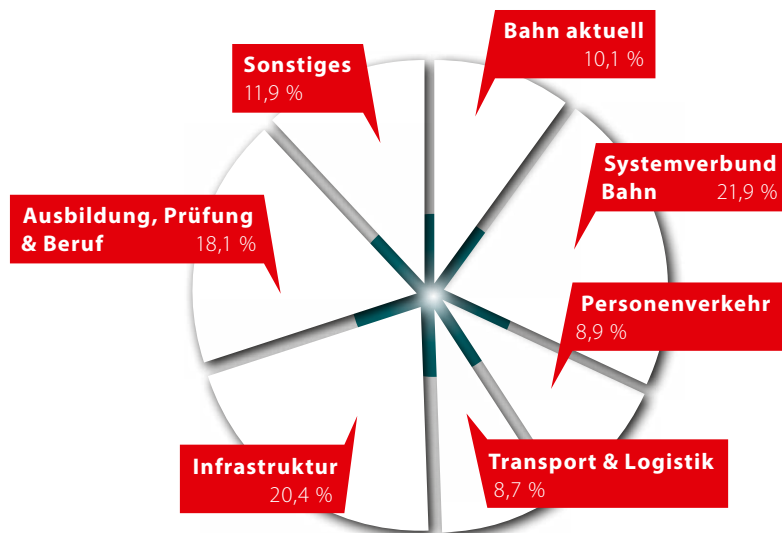 Bahn aktuell
10,1 %
Sonstiges
11,9 %
Systemverbund
Bahn 21,9 %
Ausbildung, Prüfung
& Beruf 18,1 %
Personenverkehr
8,9 %
Infrastruktur
20,4 %
Transport & Logistik
8,7 %